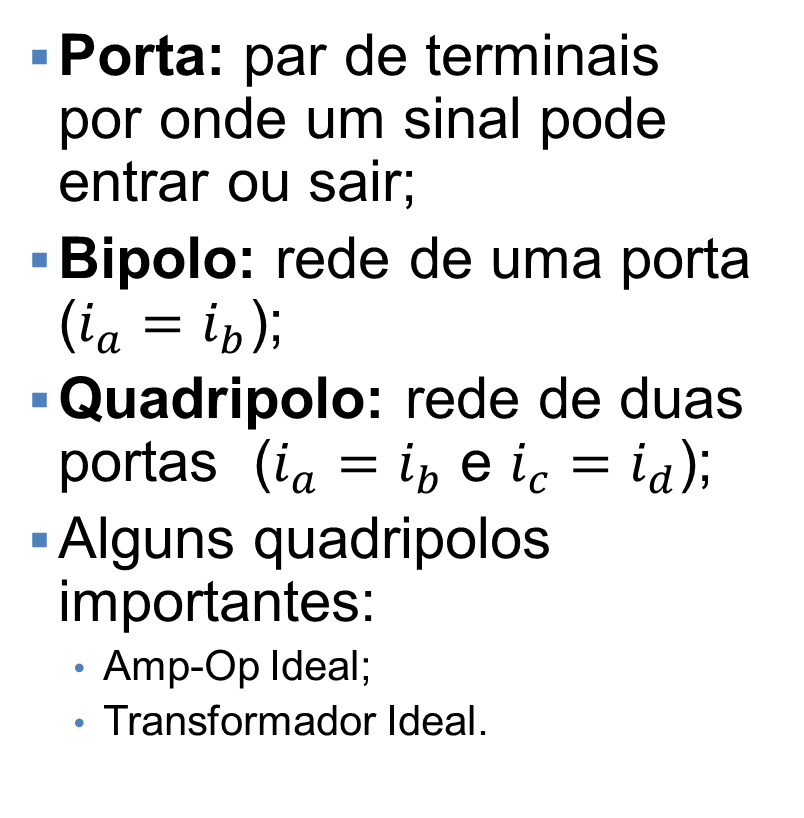 ▪ Porta: par de terminais
por onde um sinal pode
entrar ou sair;
▪ Bipolo: rede de uma porta
(i_a = i_b);
▪ Quadripolo: rede de duas
portas (i_a = i_b e i_c = i_d);
▪ Alguns quadripolos
importantes:
• Amp-Op Ideal;
• Transformador Ideal.